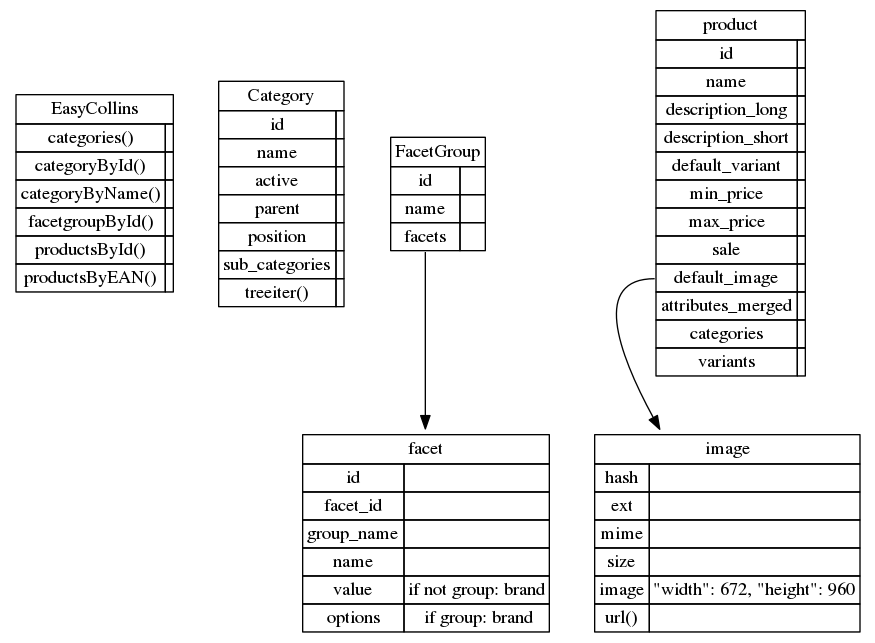 EasyCollins
categories()
categoryById()
categoryByName()
facetgroupById()
productsById()
productsByEAN()
Category
id
name
active
parent
position
sub_categories
treeiter()
FacetGroup
id
name
facets
product
id
name
description_long
description_short
default_variant
min_price
max_price
sale
default_image
attributes_merged
categories
variants
facet
id
facet_id
group_name
name
value if not group: brand
options if group: brand
image
hash
ext
mime
size
image "width": 672, "height": 960
url()